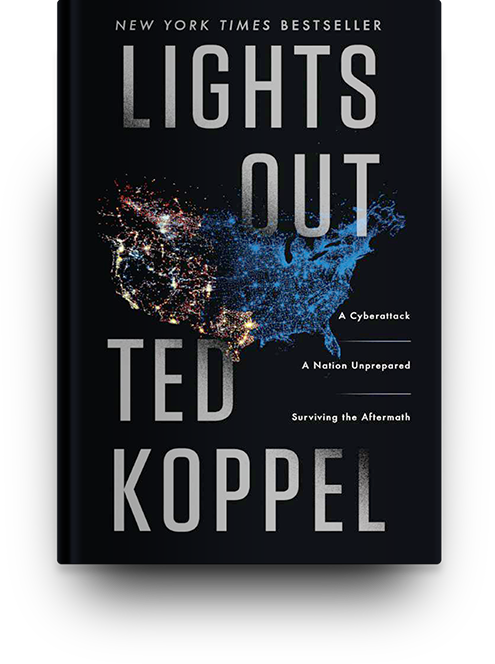 NEW YORK TIMES BESTSELLER
LIGHTS
OUT
A Cyberattack
A Nation Unprepared
Surviving the Aftermath
TED
KOPPEL